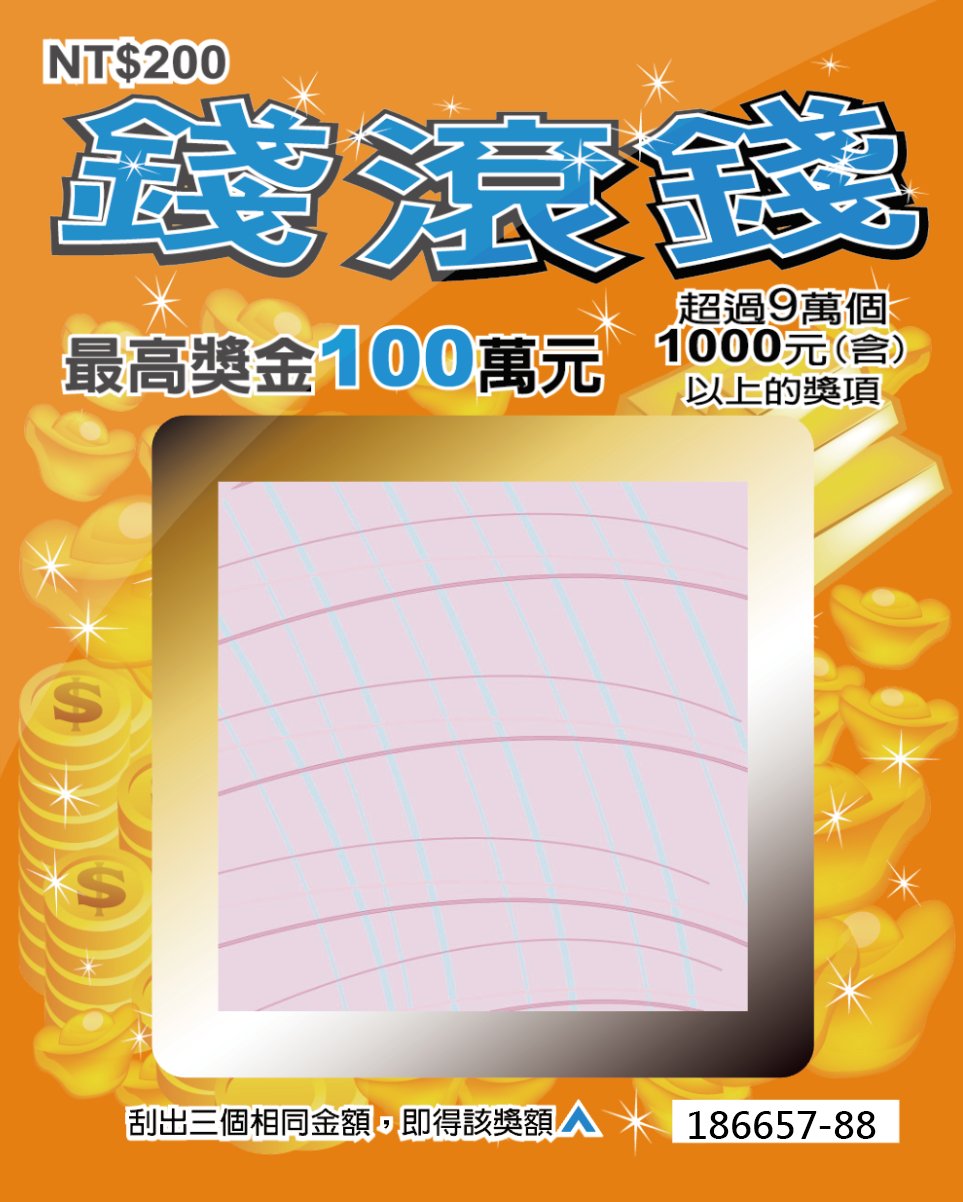 NT$200
錢滾錢
最高獎金100萬元
超過9萬個
1000元(含)
以上的獎項
$
$
刮出三個相同金額，即得該獎額
186657-88